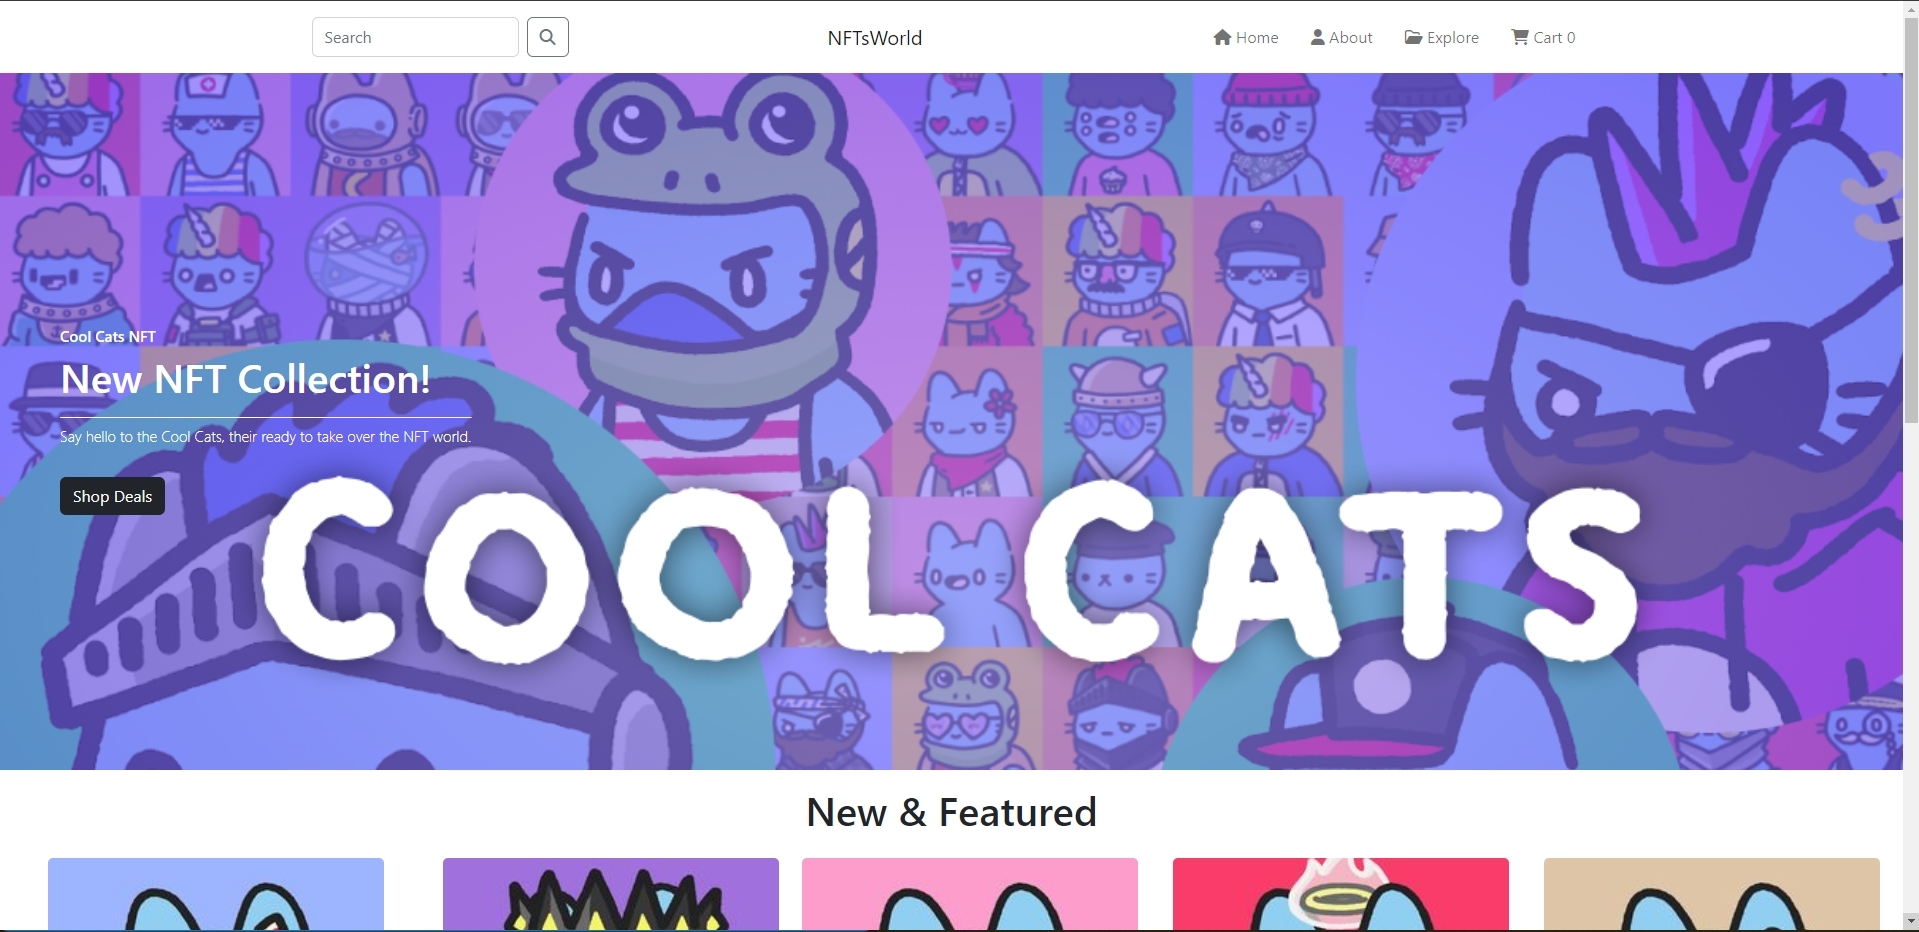 Search
NFTsWorld
Home
About
Explore
Cart 0
Cool Cats NFT
New NFT Collection!
Say hello to the Cool Cats, their ready to take over the NFT world.
Shop Deals
COOL CATS
New & Featured